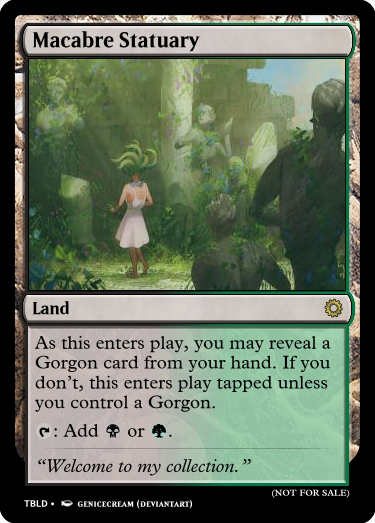 Macabre Statuary
Land
As this enters play, you may reveal a
Gorgon card from your hand. If you
don't, this enters play tapped unless
you control a Gorgon.
: Add or .
“Welcome to my collection.”
(NOT FOR SALE)
TBLD • GENICECREAM (DEVIANTART)